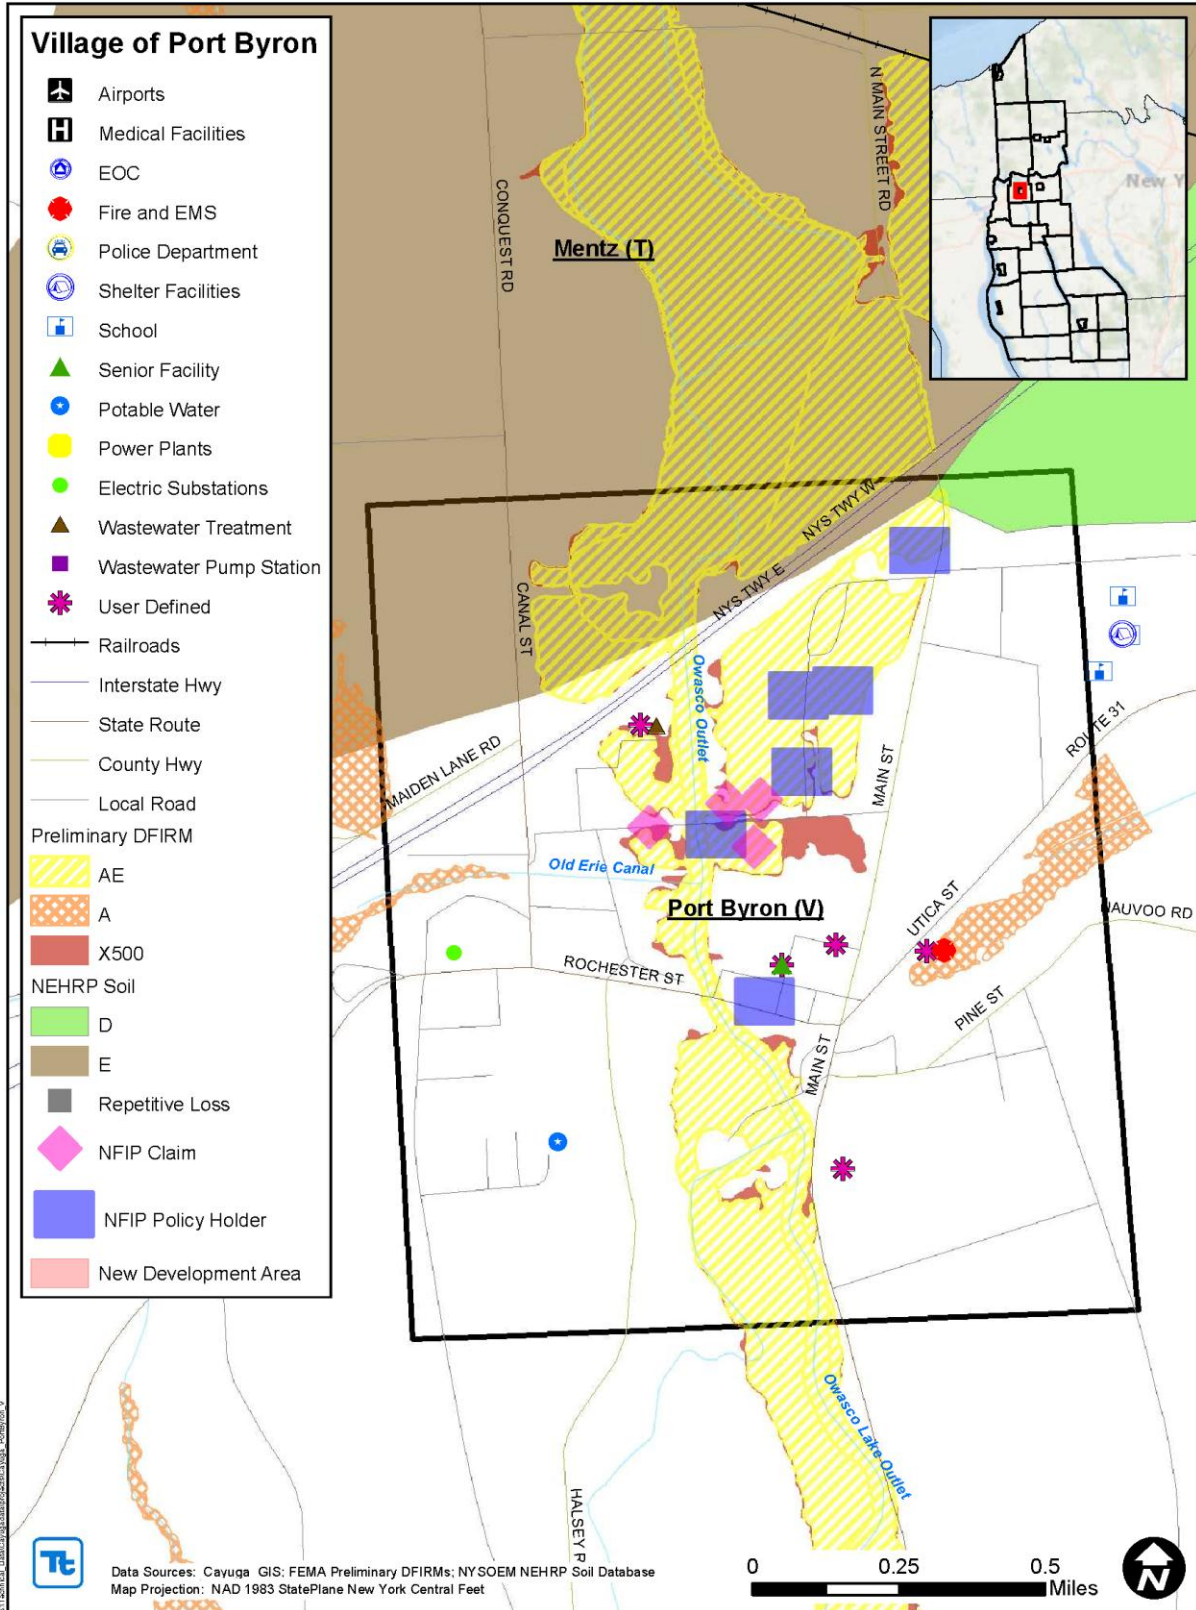 Village of Port Byron
Airports
H Medical Facilities
EOC
Fire and EMS
Police Department
Shelter Facilities
School
Senior Facility
Potable Water
Power Plants
Electric Substations
Wastewater Treatment
Wastewater Pump Station
User Defined
Railroads
Interstate Hwy
State Route
County Hwy
Local Road
Preliminary DFIRM
AE
A
X500
NEHRP Soil
D
E
Repetitive Loss
NFIP Claim
NFIP Policy Holder
New Development Area
New Y
N MAIN STREET RD
CONQUEST RD
Mentz (T)
NYS TWY W
NYS TWY E
CANAL ST
Owasco Outlet
MAIN ST
ROUTE 31
MAIDEN LANE RD
Old Erie Canal
Port Byron (V)
UTICA ST
NAUVOO RD
ROCHESTER ST
PINE ST
MAIN ST
Owasco Lake Outlet
HALSEY R
Tt
Data Sources: Cayuga GIS; FEMA Preliminary DFIRMs; NYSOEM NEHRP Soil Database
Map Projection: NAD 1983 StatePlane New York Central Feet
0 0.25 0.5
Miles
N